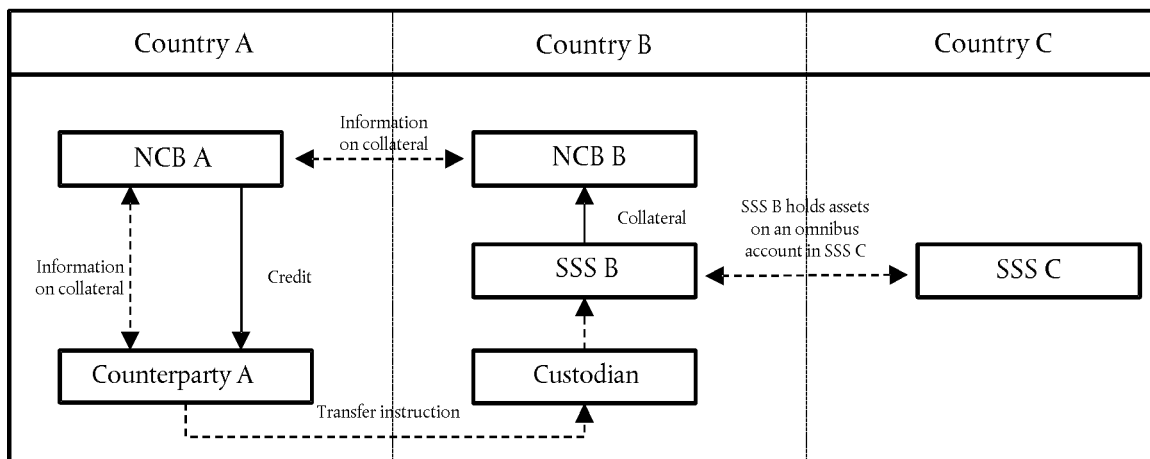 Country A
Country B
Country C
Information
on collateral
NCB A
NCB B
Collateral
SSS B holds assets
on an omnibus
account in SSS C
Information
on collateral
Credit
SSS B
SSS C
Counterparty A
Custodian
Transfer instruction